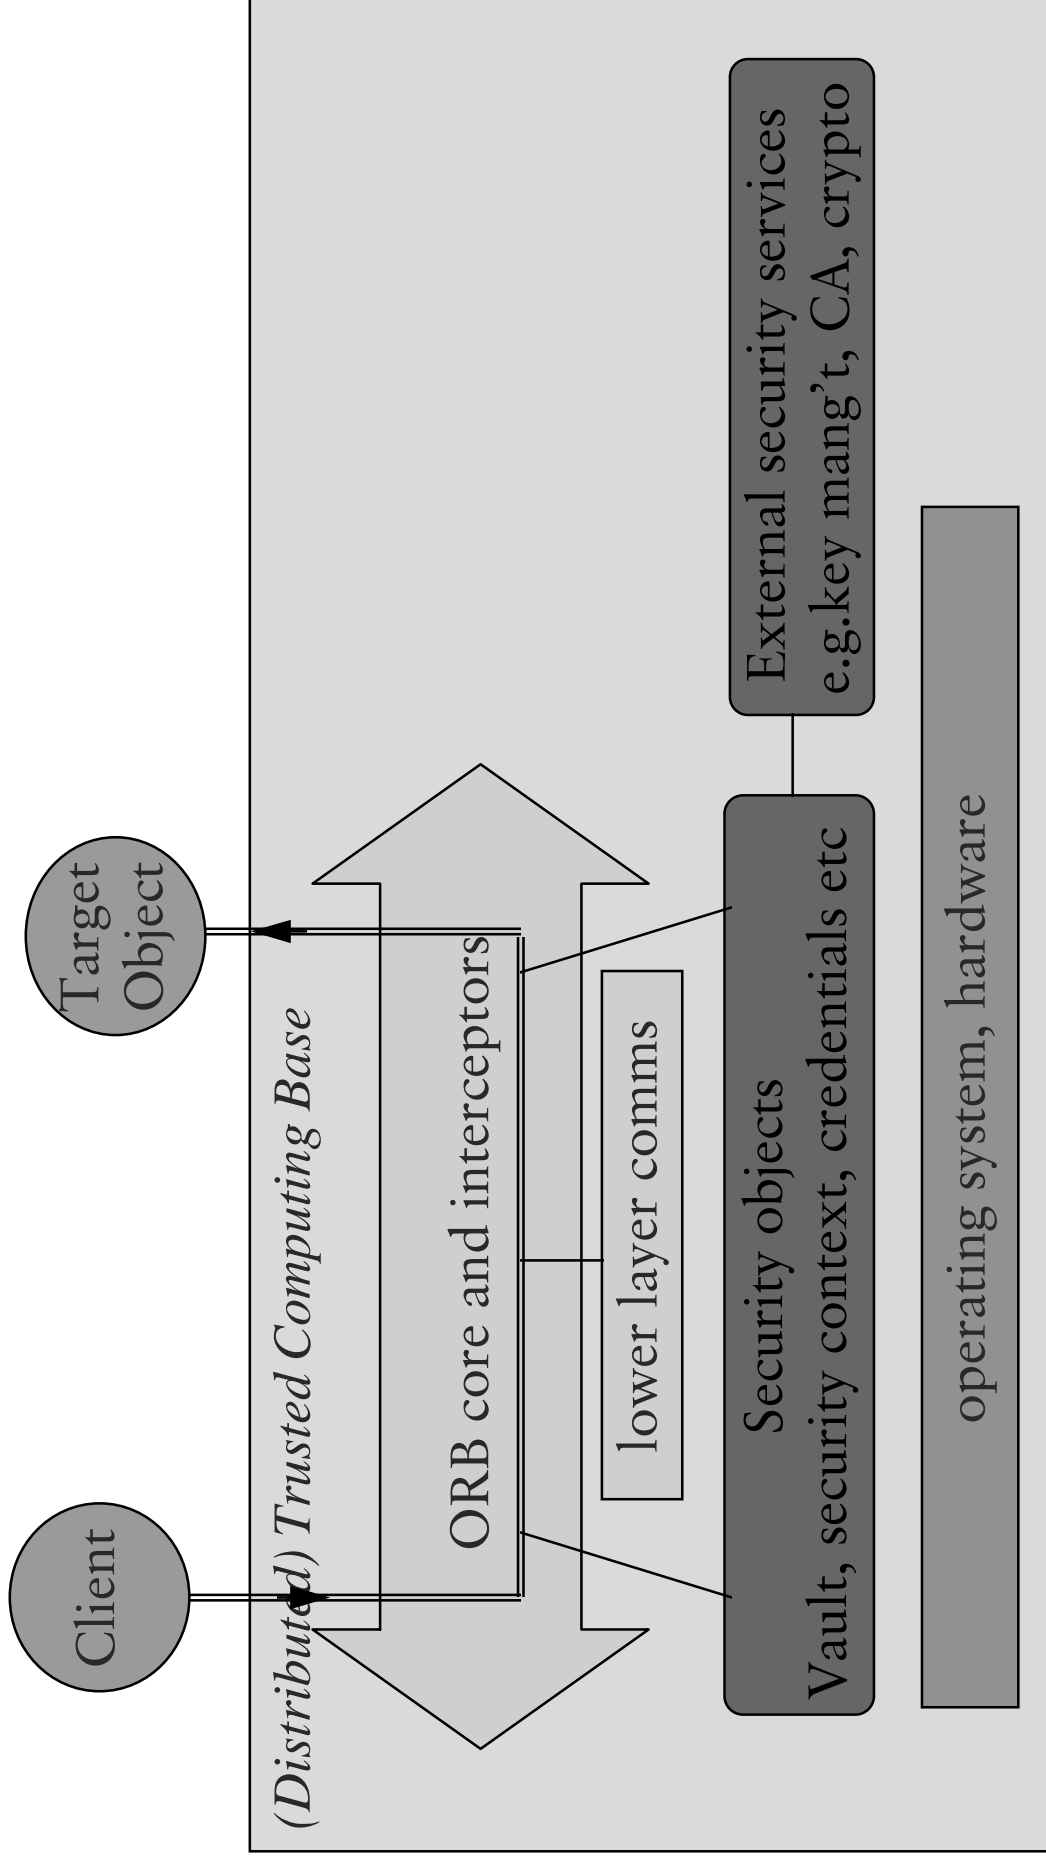 Client
Target
Object
(Distributed) Trusted Computing Base
ORB core and interceptors
lower layer comms
Security objects
Vault, security context, credentials etc
External security services
e.g.key mang’t, CA, crypto
operating system, hardware